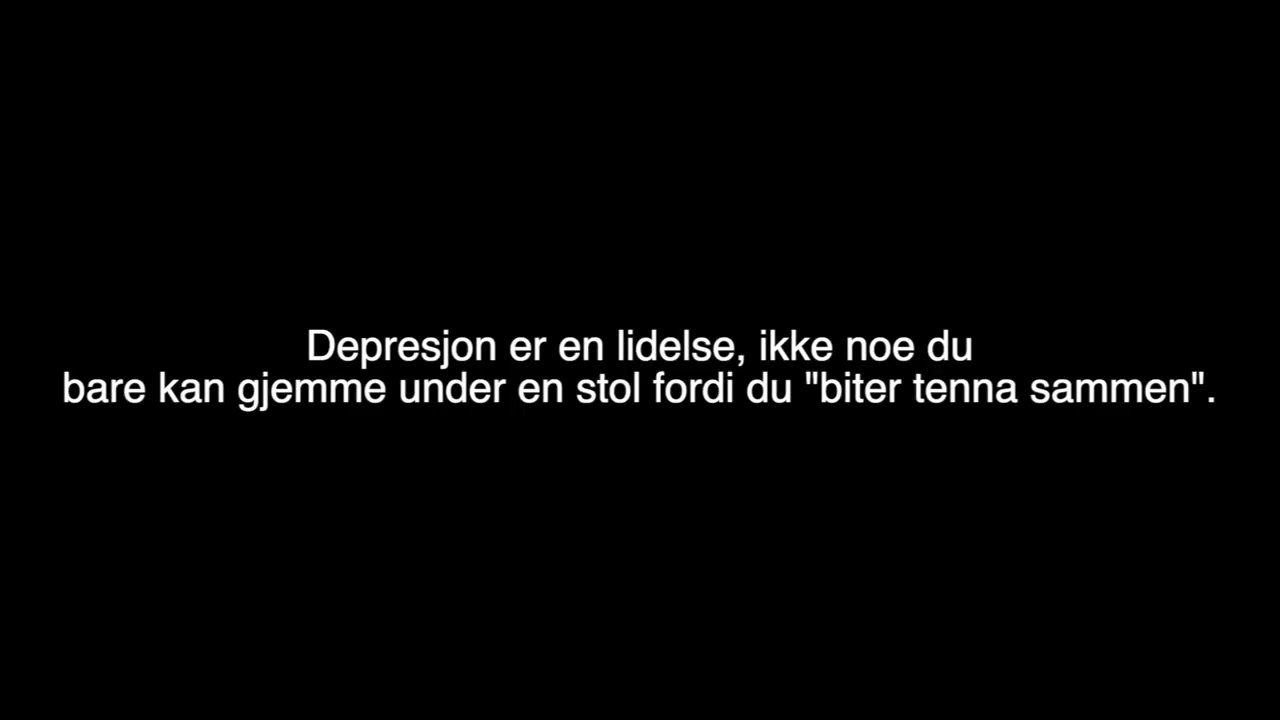 Depresjon er en lidelse, ikke noe du
bare kan gjemme under en stol fordi du "biter tenna sammen".